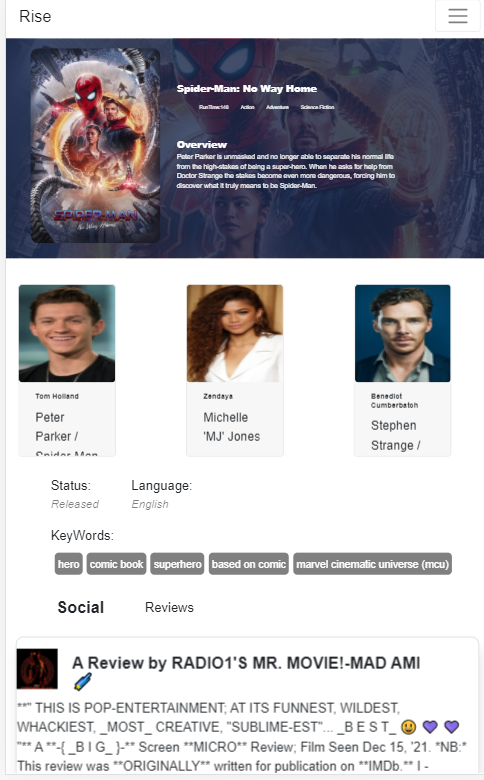 Rise
Spider-Man: No Way Home
RunTime:148 Action Adventure Science Fiction
Overview
Peter Parker is unmasked and no longer able to separate his normal life
from the high-stakes of being a super-hero. When he asks for help from
Doctor Strange the stakes become even more dangerous, forcing him to
discover what it truly means to be Spider-Man.
SPIDER-MAN
No Way Home
Tom Holland
Peter
Parker /
Spider-Man
Zendaya
Michelle
'MJ' Jones
Benedict
Cumberbatch
Stephen
Strange /
Status: Language:
Released English
KeyWords:
hero comic book superhero based on comic marvel cinematic universe (mcu)
Social Reviews
A Review by RADIO1'S MR. MOVIE!-MAD AMI
**" THIS IS POP-ENTERTAINMENT; AT ITS FUNNEST, WILDEST,
WHACKIEST, _MOST_ CREATIVE, "SUBLIME-EST"... _B E S T_ 😃 💜 💜
"** A **-{ _B I G_ }-** Screen **MICRO** Review; Film Seen Dec 15, '21. *NB:*
This review was **ORIGINALLY** written for publication on **IMDb.** I -